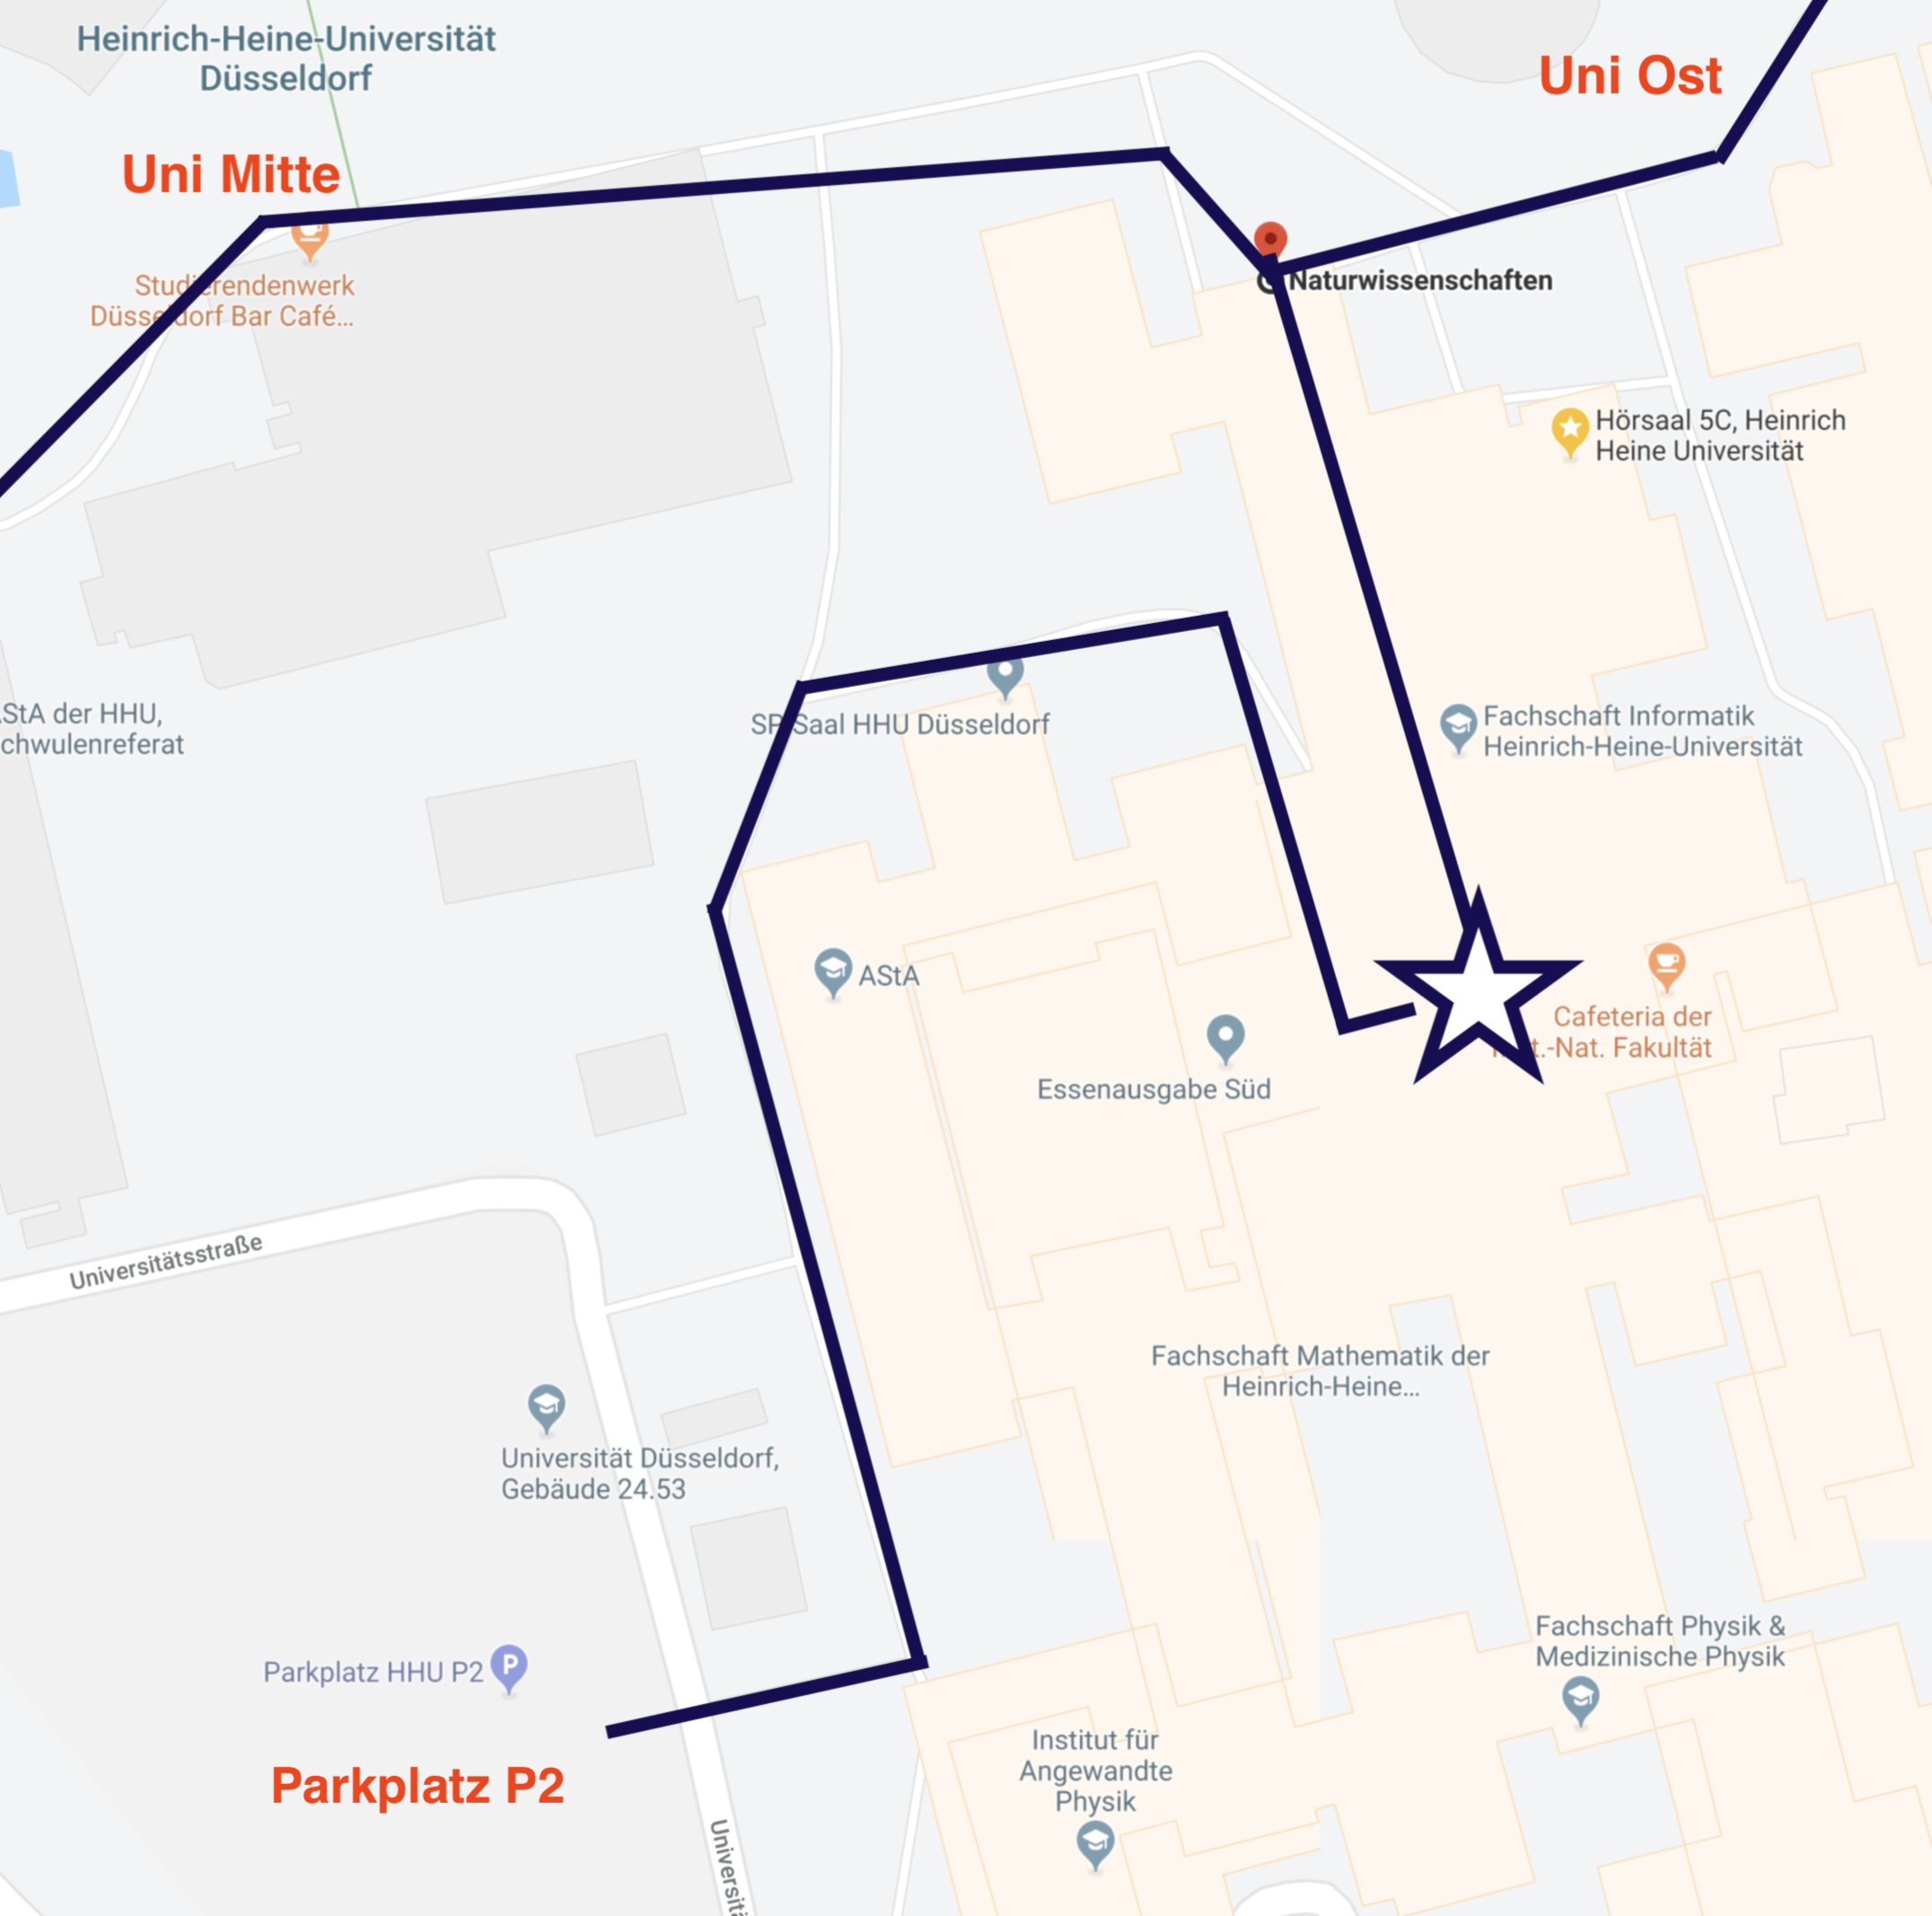 Heinrich-Heine-Universität
Düsseldorf
Uni Ost
Uni Mitte
Studierendenwerk
Düsseldorf Bar Café...
Naturwissenschaften
Hörsaal 5C, Heinrich
Heine Universität
StA der HHU,
chwulenreferat
SP Saal HHU Düsseldorf
Fachschaft Informatik
Heinrich-Heine-Universität
AStA
Cafeteria der
t.-Nat. Fakultät
Essenausgabe Süd
Universitätsstraße
Fachschaft Mathematik der
Heinrich-Heine...
Universität Düsseldorf,
Gebäude 24.53
Fachschaft Physik &
Medizinische Physik
Parkplatz HHU P2
P
Parkplatz P2
Institut für
Angewandte
Physik
Universitä